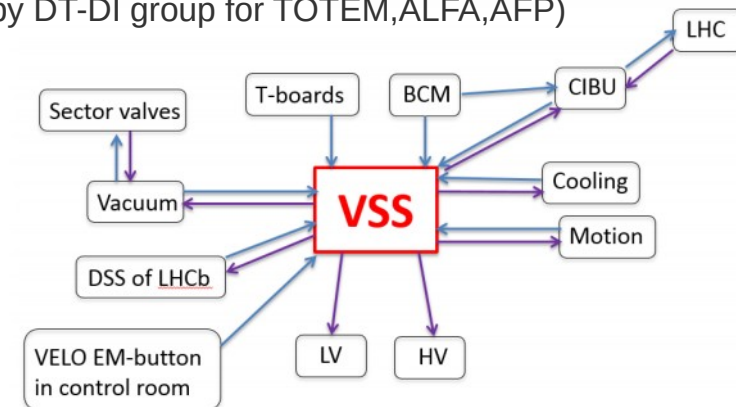 by DT-DI group for TOTEM,ALFA,AFP)
LHC
Sector valves
T-boards
BCM
CIBU
Vacuum
VSS
Cooling
Motion
DSS of LHCb
VELO EM-button
in control room
LV
HV